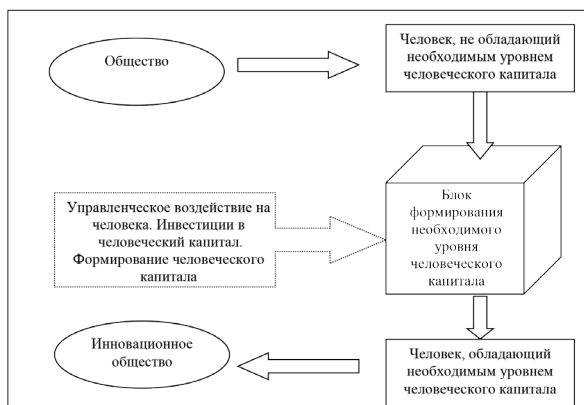 Общество
Человек, не обладающий
необходимым уровнем
человеческого капитала
Управленческое воздействие на
человека. Инвестиции в
человеческий капитал.
Формирование человеческого
капитала
Блок
формирования
необходимого
уровня
человеческого
капитала
Инновационное
общество
Человек, обладающий
необходимым уровнем
человеческого капитала